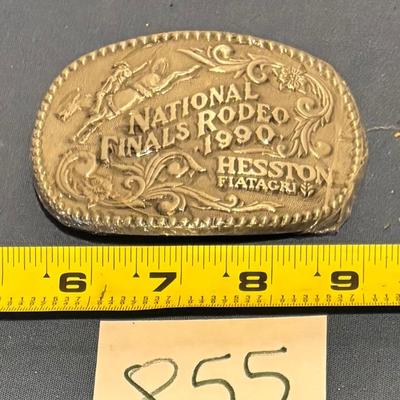 NATIONAL
FINALS RODEO
1990
HESSTON
FIATAGRI
6 7 8 9
855